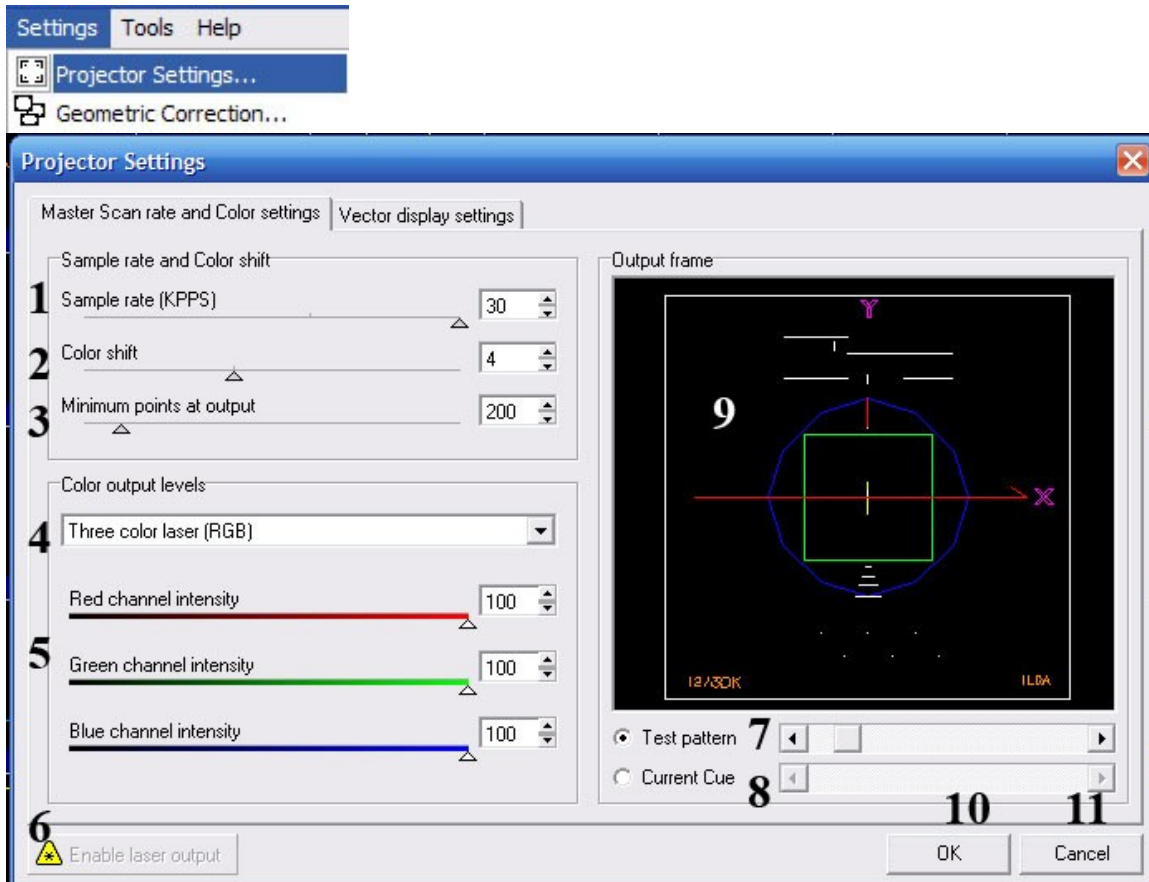 Settings Tools Help
Projector Settings...
Geometric Correction...
Projector Settings
Master Scan rate and Color settings Vector display settings
Sample rate and Color shift
1 Sample rate (KPPS) 30
2 Color shift 4
3 Minimum points at output 200
Color output levels
4 Three color laser (RGB)
Red channel intensity 100
5 Green channel intensity 100
Blue channel intensity 100
6 Enable laser output
Output frame
Y
9
X
12/30K ILDA
Test pattern 7
Current Cue 8
10 11
OK Cancel